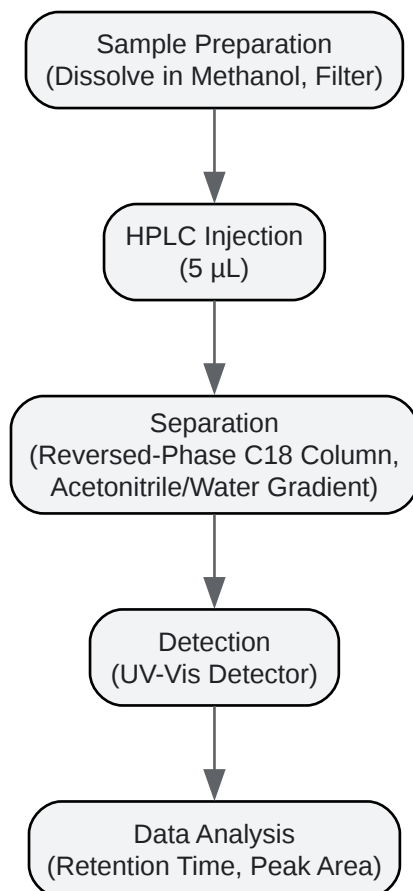 Sample Preparation
(Dissolve in Methanol, Filter)
HPLC Injection
(5 µL)
Separation
(Reversed-Phase C18 Column,
Acetonitrile/Water Gradient)
Detection
(UV-Vis Detector)
Data Analysis
(Retention Time, Peak Area)